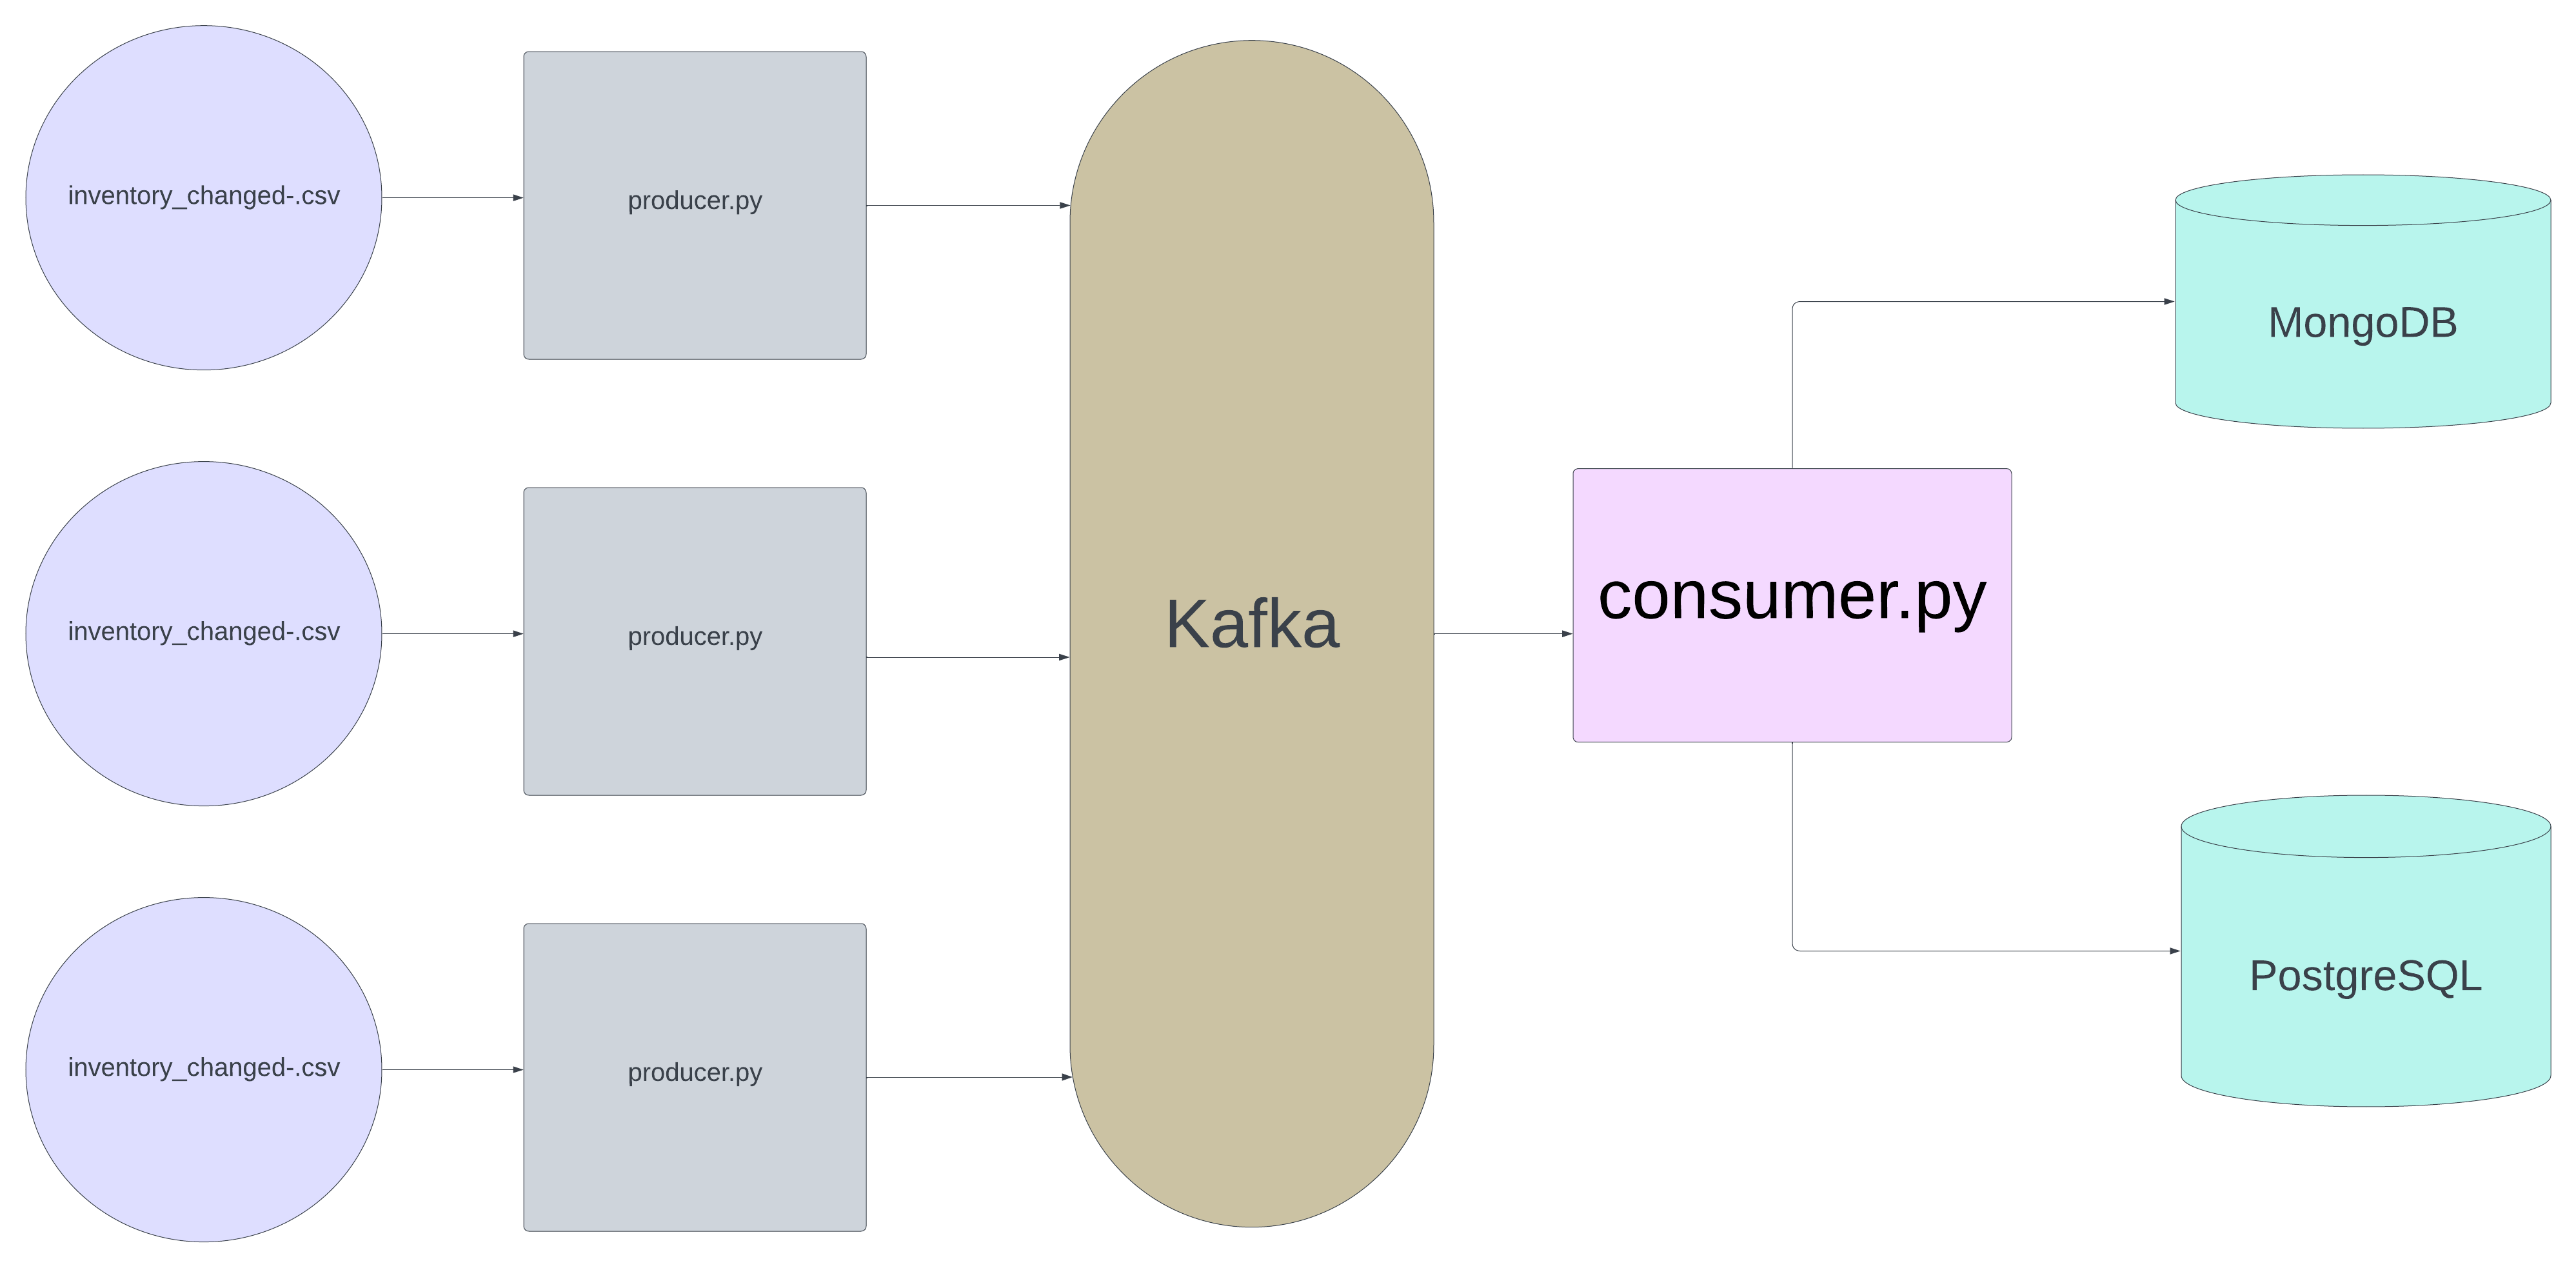 inventory_changed-.csv
producer.py
inventory_changed-.csv
producer.py
inventory_changed-.csv
producer.py
Kafka
consumer.py
MongoDB
PostgreSQL